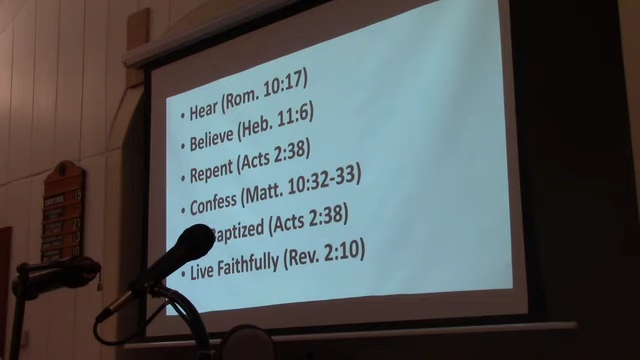 • Hear (Rom. 10:17)
• Believe (Heb. 11:6)
• Repent (Acts 2:38)
• Confess (Matt. 10:32-33)
Baptized (Acts 2:38)
• Live Faithfully (Rev. 2:10)